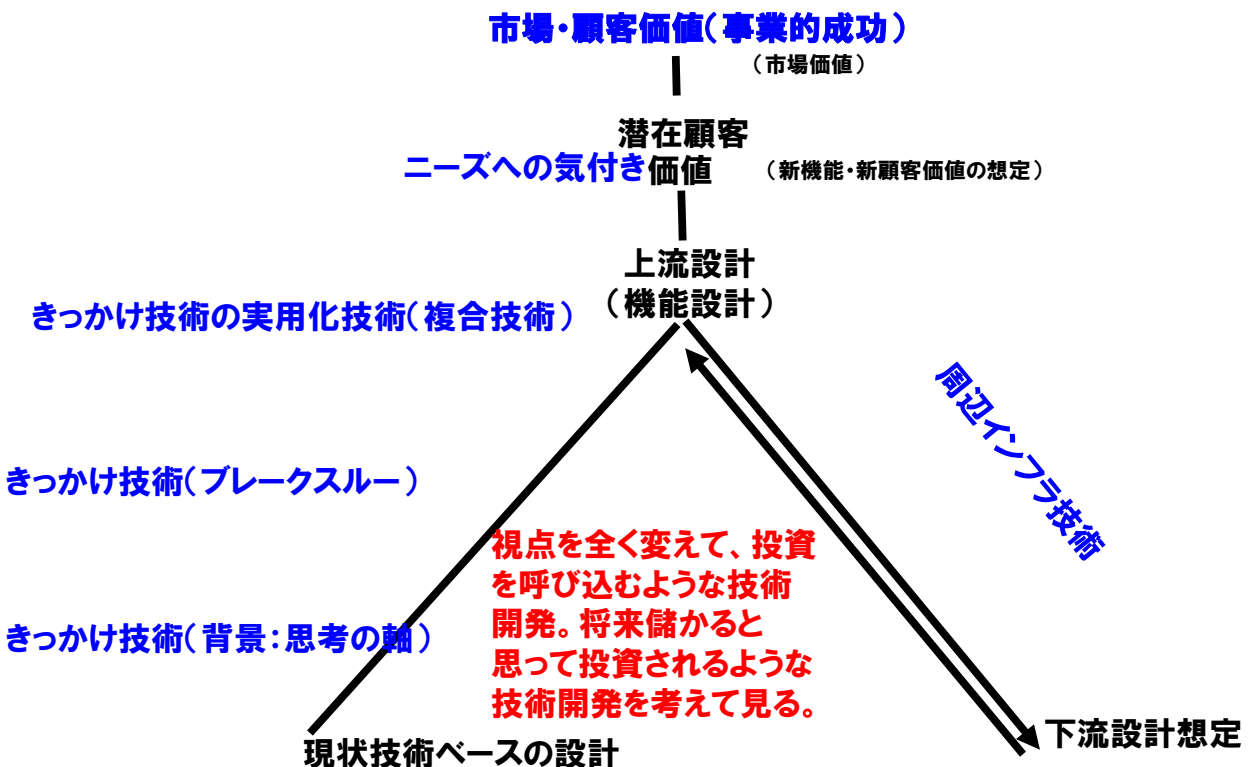 市場・顧客価値(事業的成功)
(市場価値)
潜在顧客
ニーズへの気付き
価値
(新機能・新顧客価値の想定)
上流設計
(機能設計)
きっかけ技術の実用化技術(複合技術)
周辺インフラ技術
きっかけ技術(ブレークスルー)
視点を全く変えて、投資
を呼び込むような技術
開発。将来儲かると
思って投資されるような
技術開発を考えて見る。
きっかけ技術(背景:思考の軸)
下流設計想定
現状技術ベースの設計